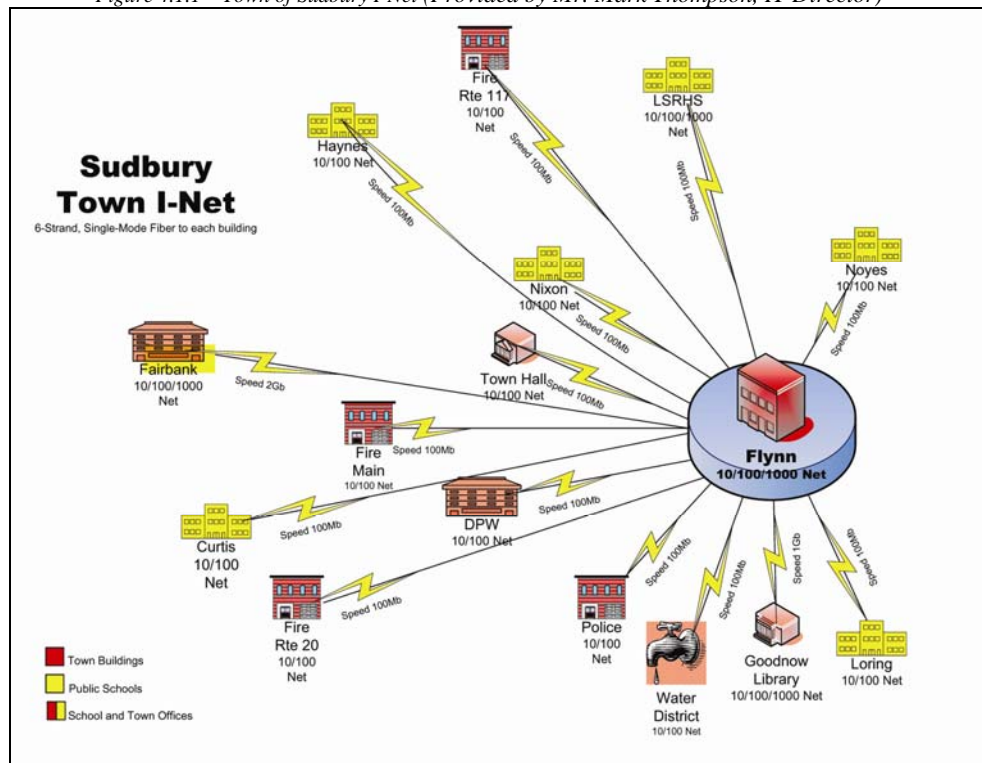 Figure 4.1.1 – Town of Sudbury I-Net (Provided by Mr. Mark Thompson, IT Director)
Sudbury
Town I-Net
6-Strand, Single-Mode Fiber to each building
Fire
Rte 117
10/100
Net
Speed 100Mb
LSRHS
10/100/1000
Net
Speed 100Mb
Haynes
10/100 Net
Speed 100Mb
Noyes
10/100 Net
Speed 100Mb
Nixon
10/100 Net
Speed 100Mb
Town Hall
10/100 Net
Speed 100Mb
Fairbank
10/100/1000
Net
Speed 2Gb
Fire
Main
10/100 Net
Speed 100Mb
Flynn
10/100/1000 Net
DPW
10/100 Net
Speed 100Mb
Curtis
10/100
Net
Speed 100Mb
Fire
Rte 20
10/100
Net
Speed 100Mb
Police
10/100
Net
Speed 100Mb
Water
District
10/100 Net
Speed 100Mb
Goodnow
Library
10/100/1000 Net
Speed 1Gb
Loring
10/100 Net
Speed 100Mb
Town Buildings
Public Schools
School and Town Offices